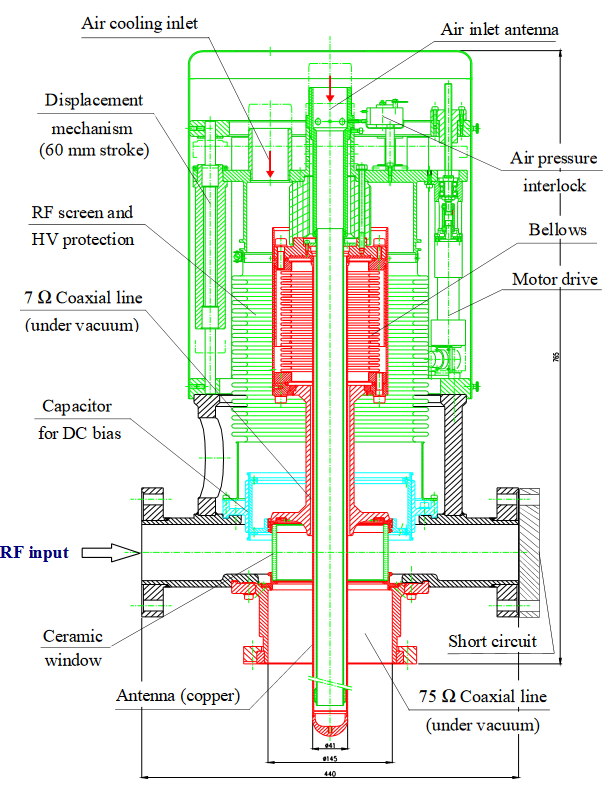 Air cooling inlet
Air inlet antenna
Displacement
mechanism
(60 mm stroke)
Air pressure
interlock
RF screen and
HV protection
Bellows
7 Ω Coaxial line
(under vacuum)
Motor drive
765
Capacitor
for DC bias
RF input
Ceramic
window
Short circuit
Antenna (copper)
75 Ω Coaxial line
(under vacuum)
ø41
ø145
440